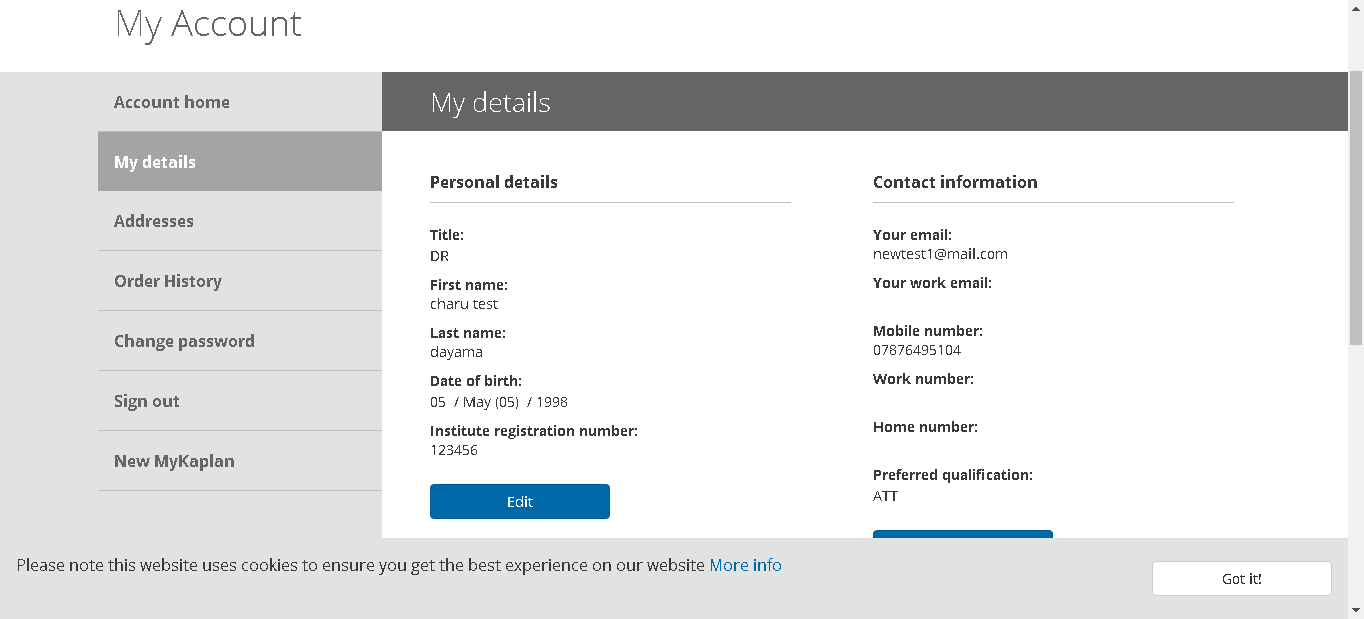 My Account
Account home
My details
Addresses
Order History
Change password
Sign out
New MyKaplan
My details
Personal details
Title:
DR
First name:
charu test
Last name:
dayama
Date of birth:
05 / May (05) / 1998
Institute registration number:
123456
Edit
Contact information
Your email:
newtest1@mail.com
Your work email:
Mobile number:
07876495104
Work number:
Home number:
Preferred qualification:
ATT
Please note this website uses cookies to ensure you get the best experience on our website More info
Got it!